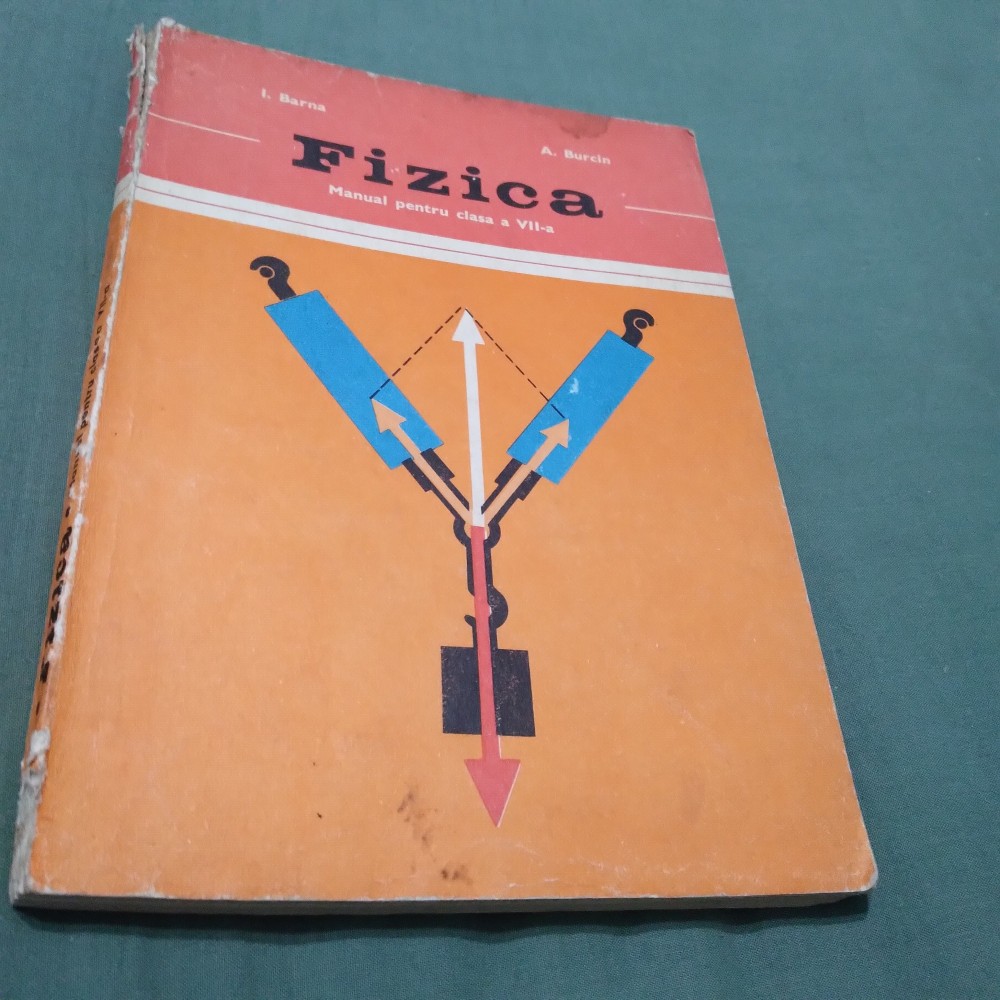 I. Barna
A. Burcin
Fizica
Manual pentru clasa a VII-a